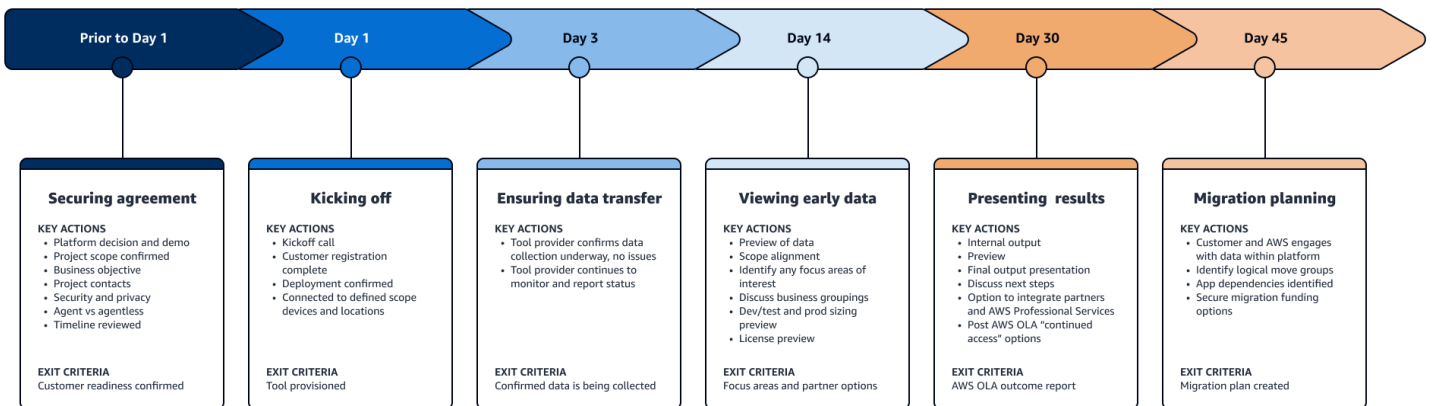 Prior to Day 1
Day 1
Day 3
Day 14
Day 30
Day 45
Securing agreement
KEY ACTIONS
• Platform decision and demo
• Project scope confirmed
• Business objective
• Project contacts
• Security and privacy
• Agent vs agentless
• Timeline reviewed
EXIT CRITERIA
Customer readiness confirmed
Kicking off
KEY ACTIONS
• Kickoff call
• Customer registration
complete
• Deployment confirmed
• Connected to defined scope
devices and locations
EXIT CRITERIA
Tool provisioned
Ensuring data transfer
KEY ACTIONS
• Tool provider confirms data
collection underway, no issues
• Tool provider continues to
monitor and report status
EXIT CRITERIA
Confirmed data is being collected
Viewing early data
KEY ACTIONS
• Preview of data
• Scope alignment
• Identify any focus areas of
interest
• Discuss business groupings
• Dev/test and prod sizing
preview
• License preview
EXIT CRITERIA
Focus areas and partner options
Presenting results
KEY ACTIONS
• Internal output
• Preview
• Final output presentation
• Discuss next steps
• Option to integrate partners
and AWS Professional Services
• Post AWS OLA “continued
access” options
EXIT CRITERIA
AWS OLA outcome report
Migration planning
KEY ACTIONS
• Customer and AWS engages
with data within platform
• Identify logical move groups
• App dependencies identified
• Secure migration funding
options
EXIT CRITERIA
Migration plan created